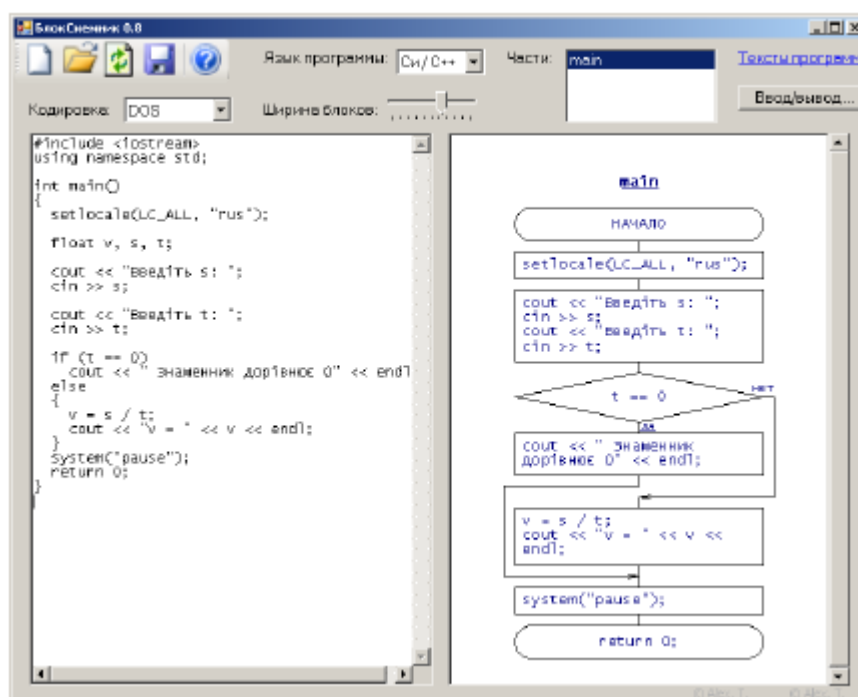 БлокСхемник 0.8
Язык программы: Си/C++
Части: main
Тексты програм
Кодировка: DOS
Ширина блоков:
Ввод/вывод...
#include <iostream>
using namespace std;
int main()
{
setlocale(LC_ALL, "rus");
float v, s, t;
cout << "Введіть s: ";
cin >> s;
cout << "Введіть t: ";
cin >> t;
if (t == 0)
cout << " Знаменник дорівнює 0" << endl
else
{
v = s / t;
cout << "v = " << v << endl;
}
system("pause");
return 0;
}
main
НАЧАЛО
setlocale(LC_ALL, "rus");
cout << "Введіть s: ";
cin >> s;
cout << "Введіть t: ";
cin >> t;
t == 0
нет
да
cout << " Знаменник
дорівнює 0" << endl;
v = s / t;
cout << "v = " << v <<
endl;
system("pause");
return 0;